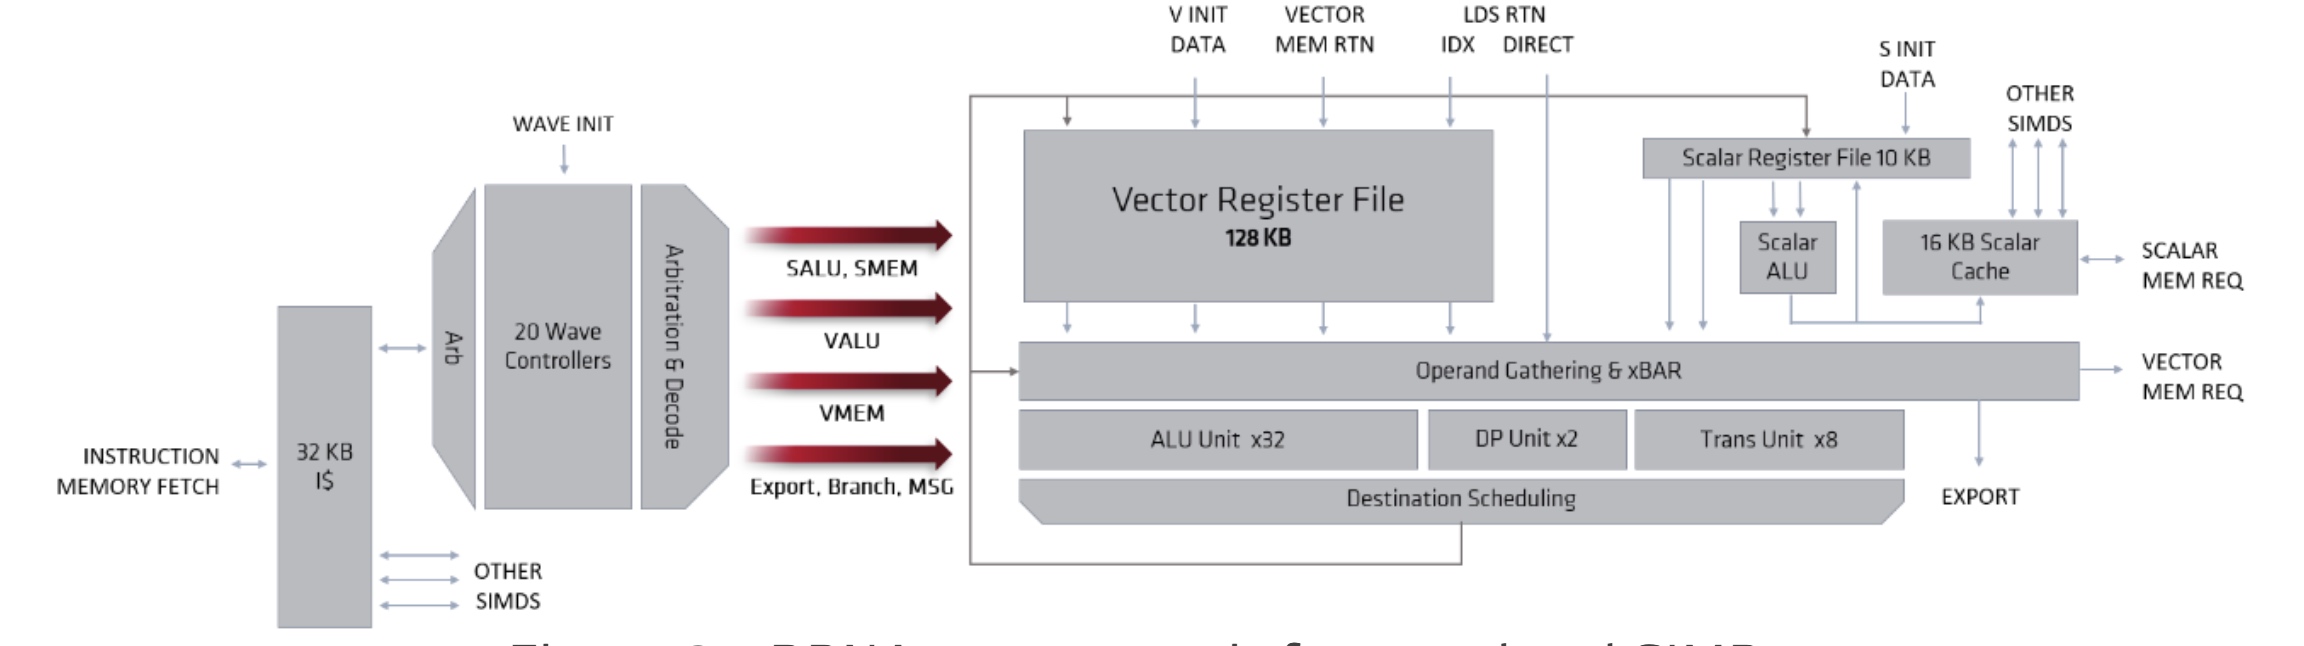 V INIT
DATA
VECTOR
MEM RTN
LDS RTN
IDX DIRECT
S INIT
DATA
OTHER
SIMDS
WAVE INIT
Vector Register File
128 KB
Scalar Register File 10 KB
Scalar
ALU
16 KB Scalar
Cache
SCALAR
MEM REQ
Arb
20 Wave
Controllers
Arbitration & Decode
SALU, SMEM
VALU
VMEM
Export, Branch, MSG
Operand Gathering & xBAR
VECTOR
MEM REQ
ALU Unit x32
DP Unit x2
Trans Unit x8
Destination Scheduling
EXPORT
INSTRUCTION
MEMORY FETCH
32 KB
I$
OTHER
SIMDS